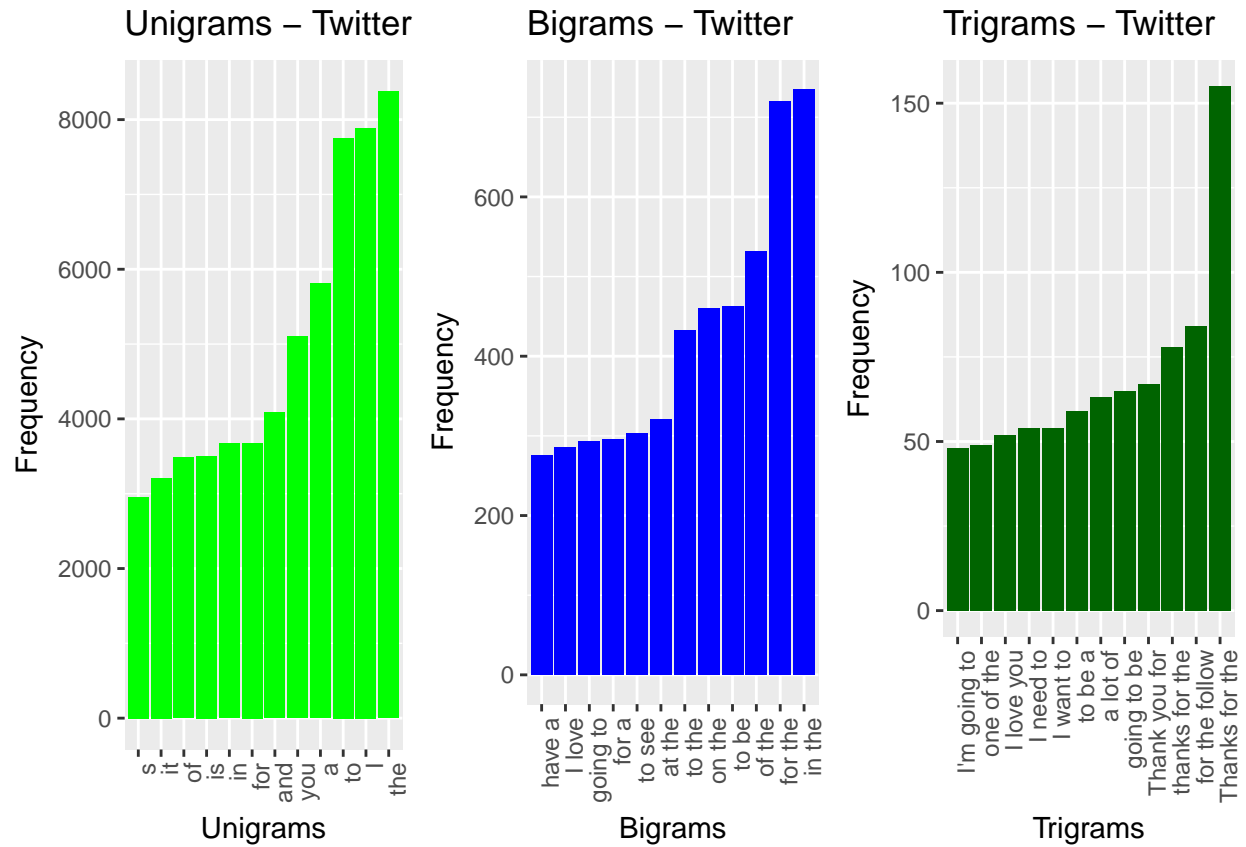 Unigrams – Twitter
Frequency
8000
6000
4000
2000
0
s
it
of
is
in
for
and
you
a
to
I
the
Unigrams
Bigrams – Twitter
Frequency
600
400
200
0
have a
I love
going to
for a
to see
at the
to the
on the
to be
of the
for the
in the
Bigrams
Trigrams – Twitter
Frequency
150
100
50
0
I'm going to
one of the
I love you
I need to
I want to
to be a
a lot of
going to be
Thank you for
thanks for the
for the follow
Thanks for the
Trigrams